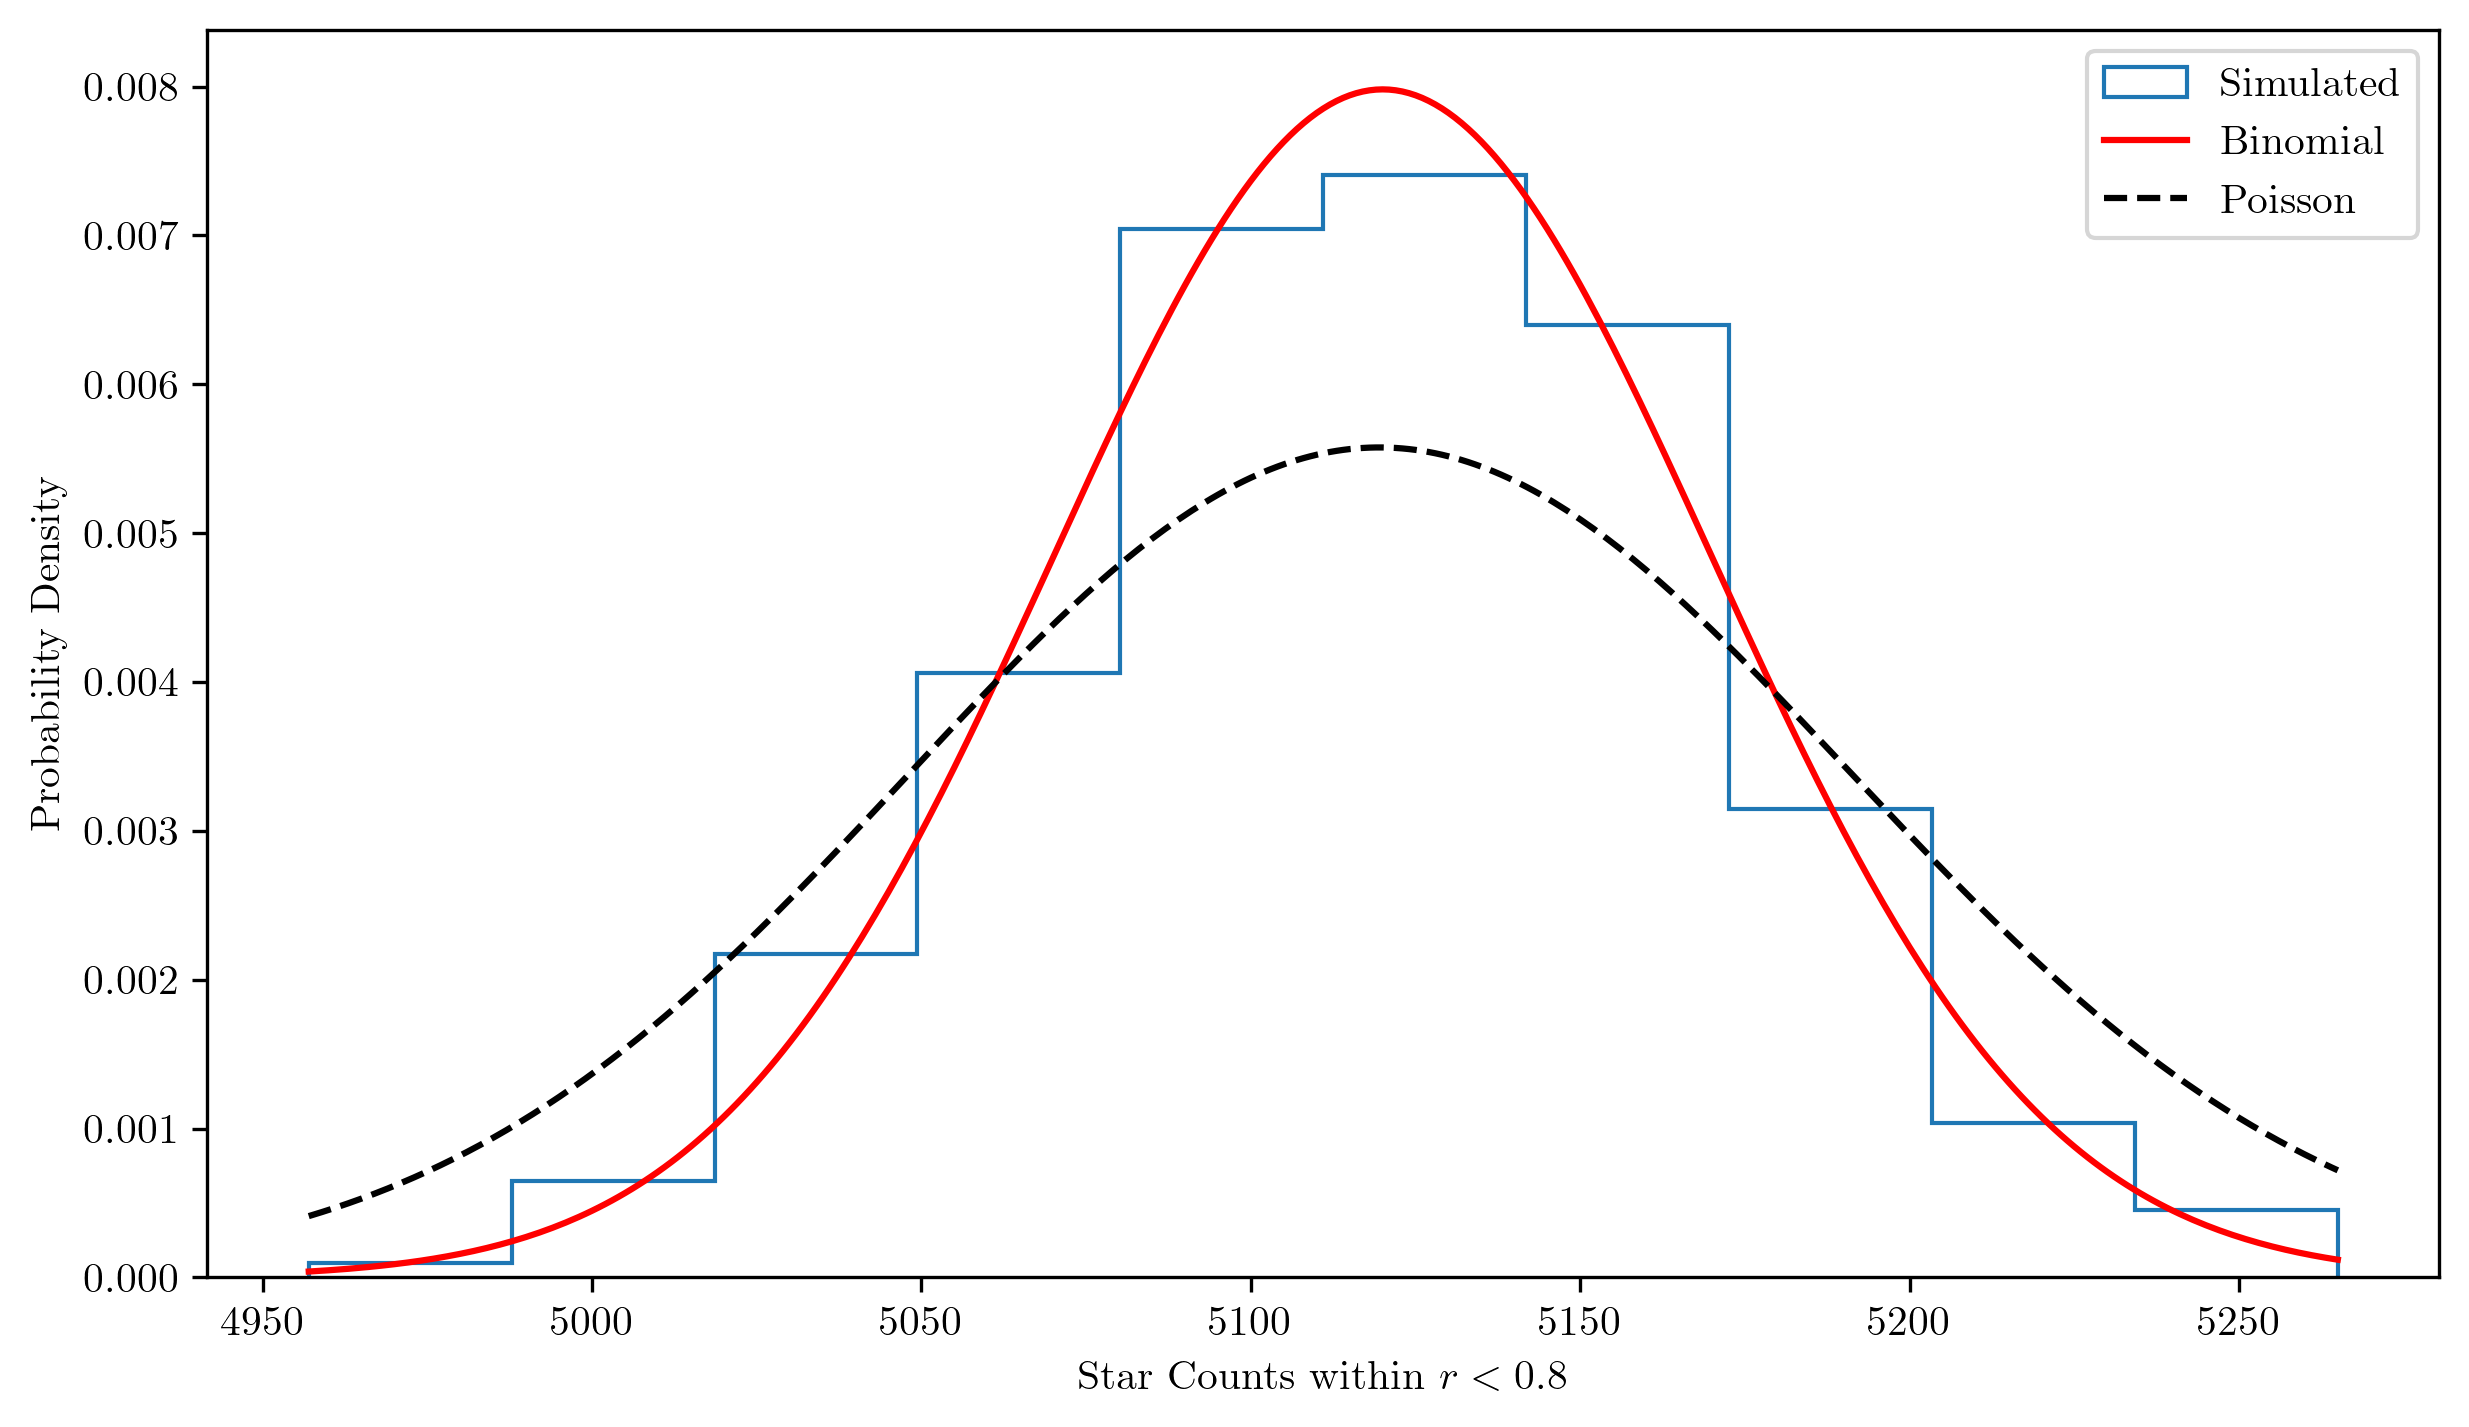 Simulated
Binomial
Poisson
Probability Density
0.008
0.007
0.006
0.005
0.004
0.003
0.002
0.001
0.000
4950 5000 5050 5100 5150 5200 5250
Star Counts within r < 0.8